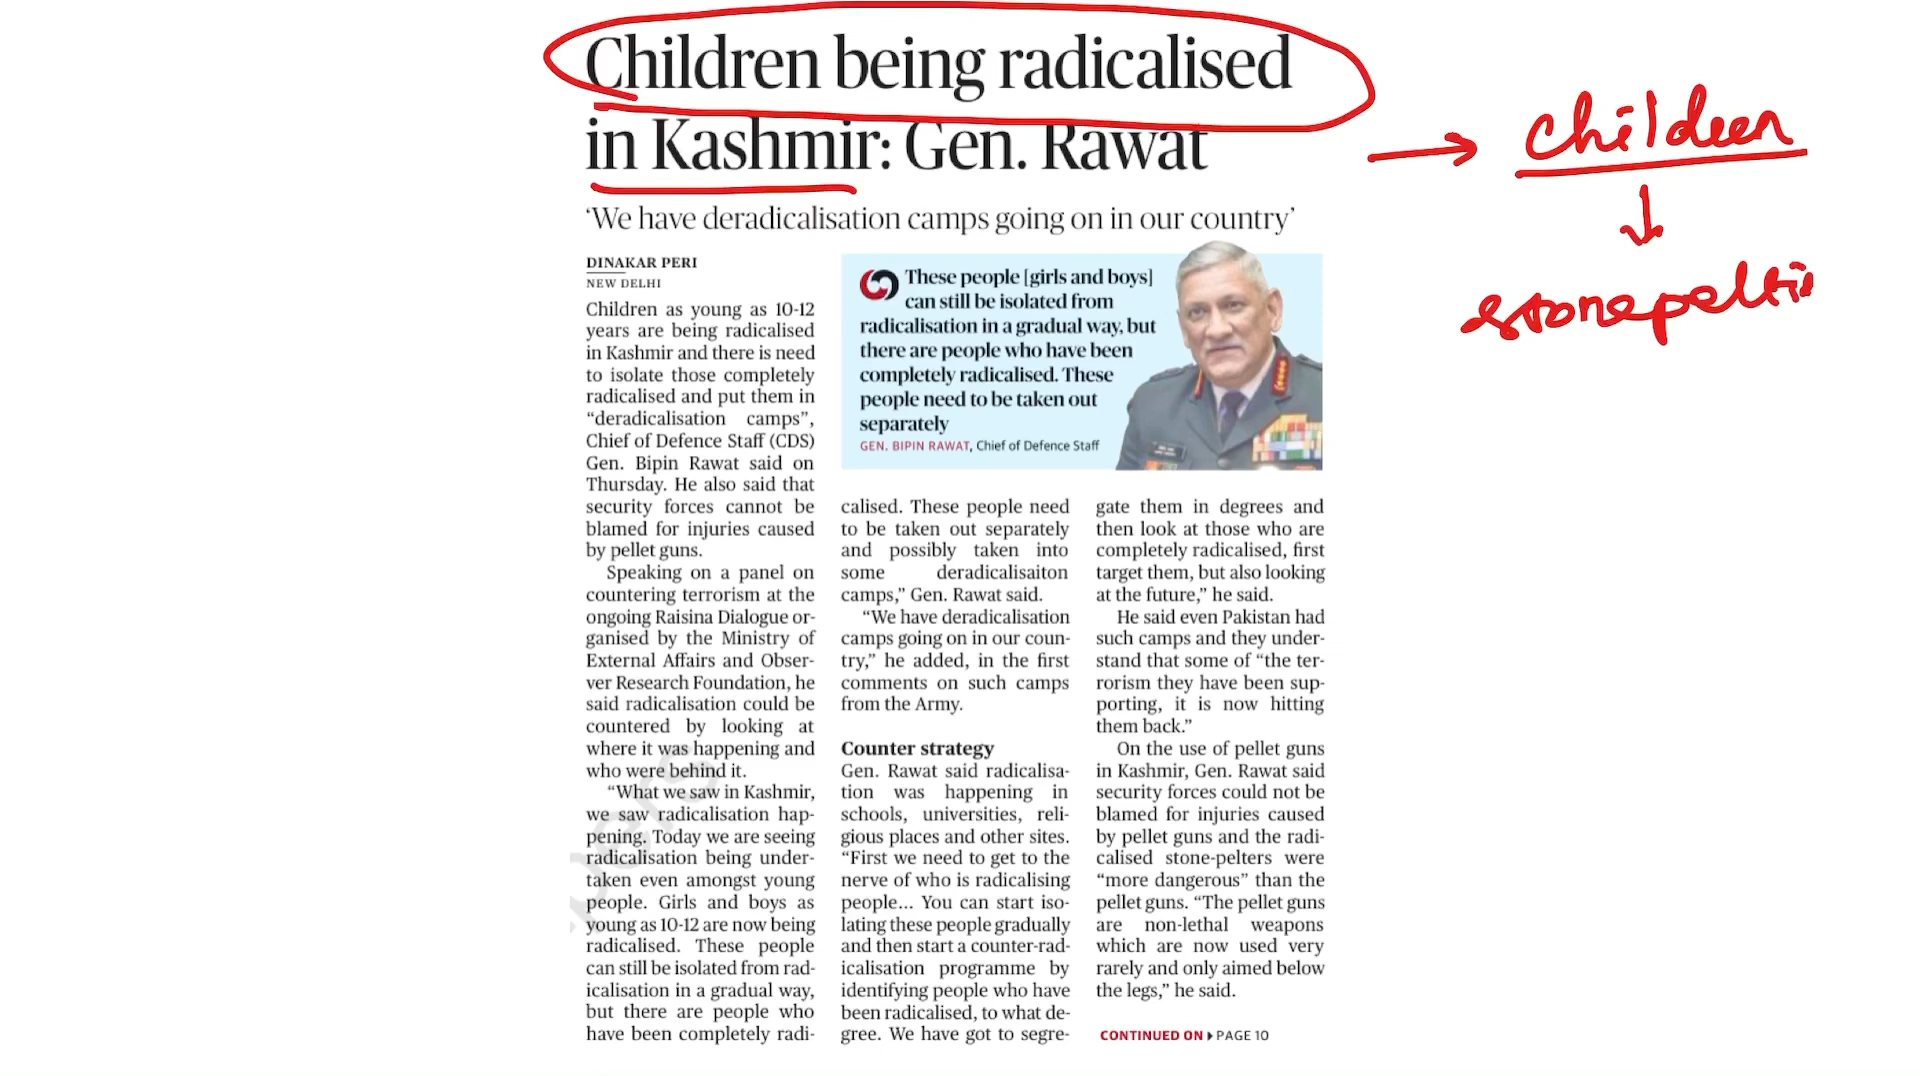 Children being radicalised
in Kashmir: Gen. Rawat
‘We have deradicalisation camps going on in our country’
DINAKAR PERI
NEW DELHI
Children as young as 10-12
years are being radicalised
in Kashmir and there is need
to isolate those completely
radicalised and put them in
“deradicalisation camps”,
Chief of Defence Staff (CDS)
Gen. Bipin Rawat said on
Thursday. He also said that
security forces cannot be
blamed for injuries caused
by pellet guns.
Speaking on a panel on
countering terrorism at the
ongoing Raisina Dialogue or-
ganised by the Ministry of
External Affairs and Obser-
ver Research Foundation, he
said radicalisation could be
countered by looking at
where it was happening and
who were behind it.
“What we saw in Kashmir,
we saw radicalisation hap-
pening. Today we are seeing
radicalisation being under-
taken even amongst young
people. Girls and boys as
young as 10-12 are now being
radicalised. These people
can still be isolated from rad-
icalisation in a gradual way,
but there are people who
have been completely radi-
These people [girls and boys]
can still be isolated from
radicalisation in a gradual way, but
there are people who have been
completely radicalised. These
people need to be taken out
separately
GEN. BIPIN RAWAT, Chief of Defence Staff
calised. These people need
to be taken out separately
and possibly taken into
some deradicalisaiton
camps,” Gen. Rawat said.
“We have deradicalisation
camps going on in our coun-
try,” he added, in the first
comments on such camps
from the Army.
Counter strategy
Gen. Rawat said radicalisa-
tion was happening in
schools, universities, reli-
gious places and other sites.
“First we need to get to the
nerve of who is radicalising
people... You can start iso-
lating these people gradually
and then start a counter-rad-
icalisation programme by
identifying people who have
been radicalised, to what de-
gree. We have got to segre-
gate them in degrees and
then look at those who are
completely radicalised, first
target them, but also looking
at the future,” he said.
He said even Pakistan had
such camps and they under-
stand that some of “the ter-
rorism they have been sup-
porting, it is now hitting
them back.”
On the use of pellet guns
in Kashmir, Gen. Rawat said
security forces could not be
blamed for injuries caused
by pellet guns and the radi-
calised stone-pelters were
“more dangerous” than the
pellet guns. “The pellet guns
are non-lethal weapons
which are now used very
rarely and only aimed below
the legs,” he said.
CONTINUED ON PAGE 10
children
stonepelti